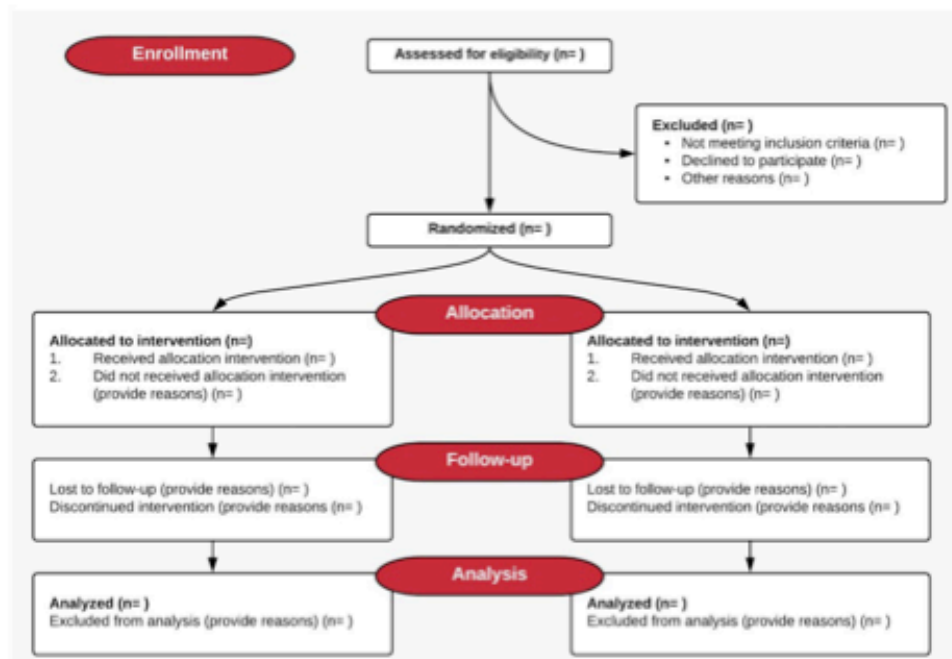 Enrollment
Assessed for eligibility (n= )
Excluded (n= )
• Not meeting inclusion criteria (n= )
• Declined to participate (n= )
• Other reasons (n= )
Randomized (n= )
Allocation
Allocated to intervention (n=)
1. Received allocation intervention (n= )
2. Did not received allocation intervention
(provide reasons) (n= )
Allocated to intervention (n=)
1. Received allocation intervention (n= )
2. Did not received allocation intervention
(provide reasons) (n= )
Follow-up
Lost to follow-up (provide reasons) (n= )
Discontinued intervention (provide reasons (n= )
Lost to follow-up (provide reasons) (n= )
Discontinued intervention (provide reasons (n= )
Analysis
Analyzed (n= )
Excluded from analysis (provide reasons) (n= )
Analyzed (n= )
Excluded from analysis (provide reasons) (n= )